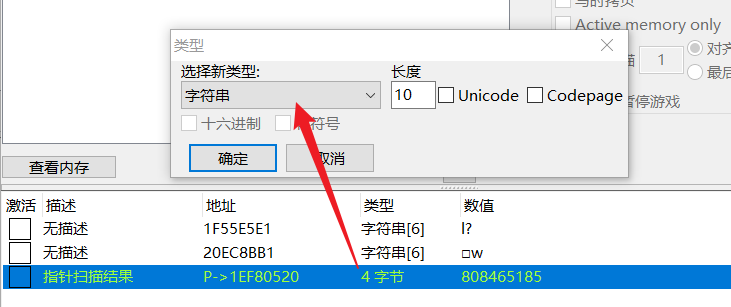 写的拷贝
Active memory only
类型
选择新类型:
长度
字符串
10
Unicode
Codepage
1
对齐
最后
十六进制
符号
暂停游戏
确定
取消
查看内存
激活 描述 地址 类型 数值
无描述 1F55E5E1 字符串[6] l?
无描述 20EC8BB1 字符串[6] □w
指针扫描结果 P->1EF80520 4 字节 808465185